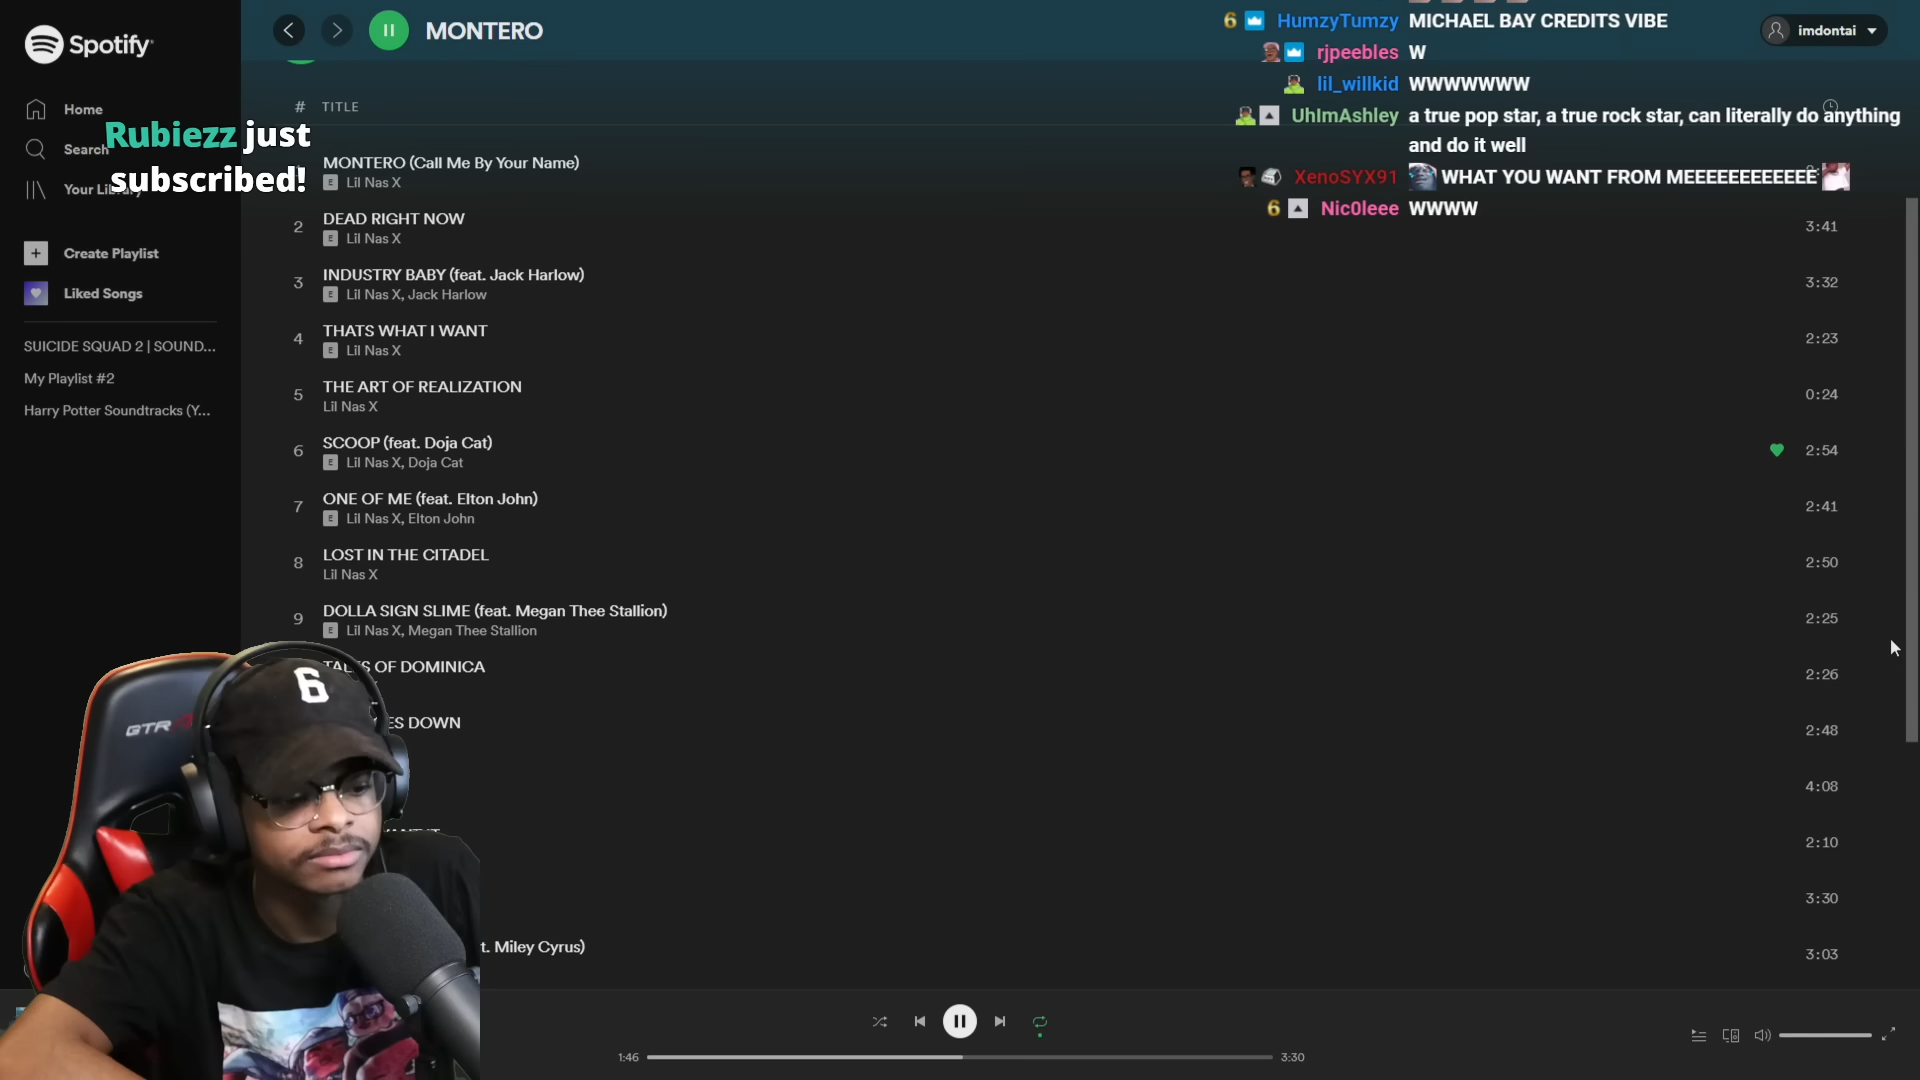 Spotify
Home
Search
Your Library
Rubiezz just
subscribed!
Create Playlist
Liked Songs
SUICIDE SQUAD 2 | SOUND...
My Playlist #2
Harry Potter Soundtracks (Y...
MONTERO
imdontai
# TITLE
MONTERO (Call Me By Your Name)
E Lil Nas X
2 DEAD RIGHT NOW
E Lil Nas X
3:41
3 INDUSTRY BABY (feat. Jack Harlow)
E Lil Nas X, Jack Harlow
3:32
4 THATS WHAT I WANT
E Lil Nas X
2:23
5 THE ART OF REALIZATION
Lil Nas X
0:24
6 SCOOP (feat. Doja Cat)
E Lil Nas X, Doja Cat
2:54
7 ONE OF ME (feat. Elton John)
E Lil Nas X, Elton John
2:41
8 LOST IN THE CITADEL
Lil Nas X
2:50
9 DOLLA SIGN SLIME (feat. Megan Thee Stallion)
E Lil Nas X, Megan Thee Stallion
2:25
TALES OF DOMINICA
2:26
ES DOWN
2:48
4:08
2:10
3:30
t. Miley Cyrus)
3:03
6 HumzyTumzy MICHAEL BAY CREDITS VIBE
rjpeebles W
lil_willkid WWWWWWW
UhImAshley a true pop star, a true rock star, can literally do anything
and do it well
XenoSYX91 WHAT YOU WANT FROM MEEEEEEEEEEEE
6 Nic0leee WWWW
GTR
6
1:46
3:30